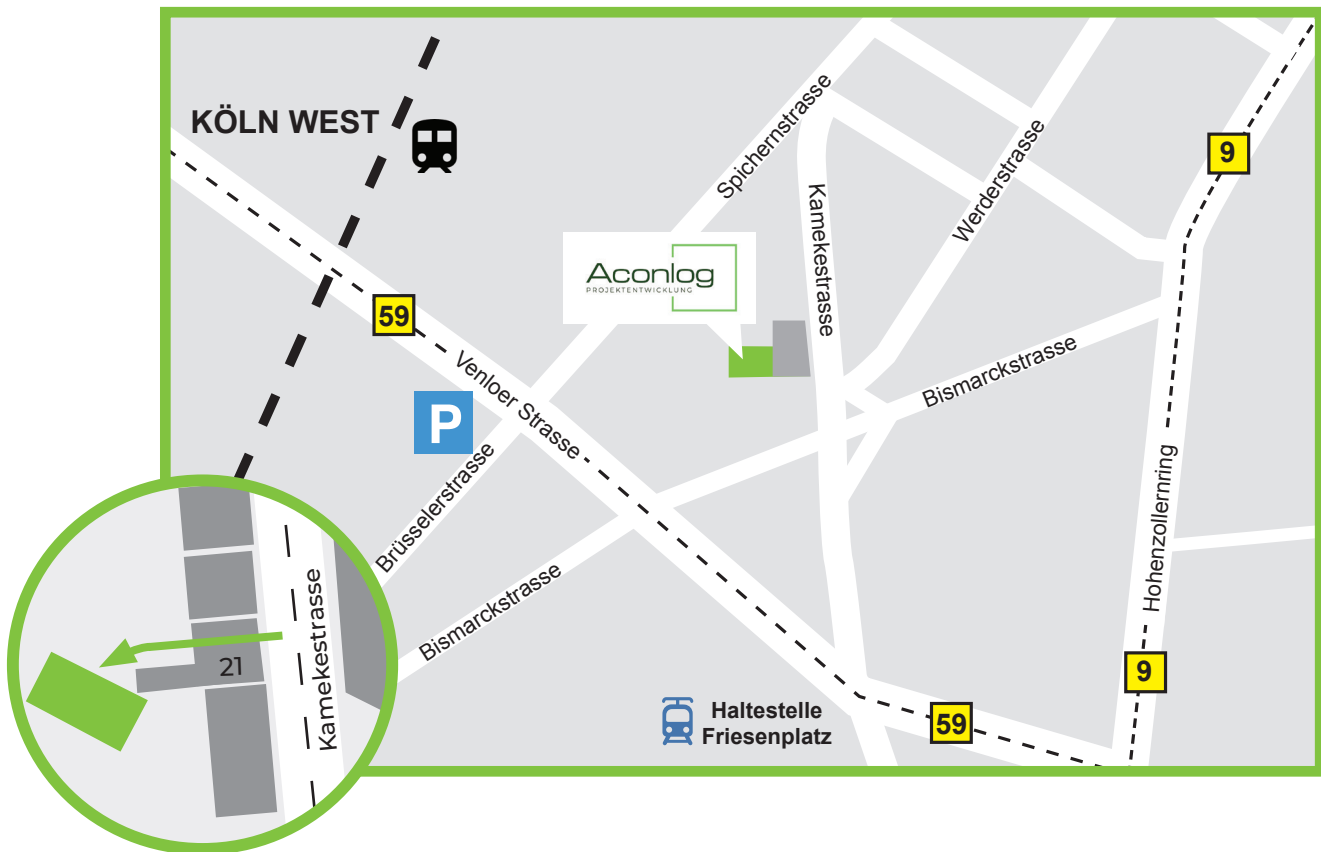 KÖLN WEST
Spichernstrasse
9
Werderstrasse
Kamekestrasse
Aconlog
PROJEKTENTWICKLUNG
59
Venloer Strasse
Bismarckstrasse
P
Brüsselerstrasse
Hohenzollernring
Bismarckstrasse
Kamekestrasse
21
9
Haltestelle
Friesenplatz
59